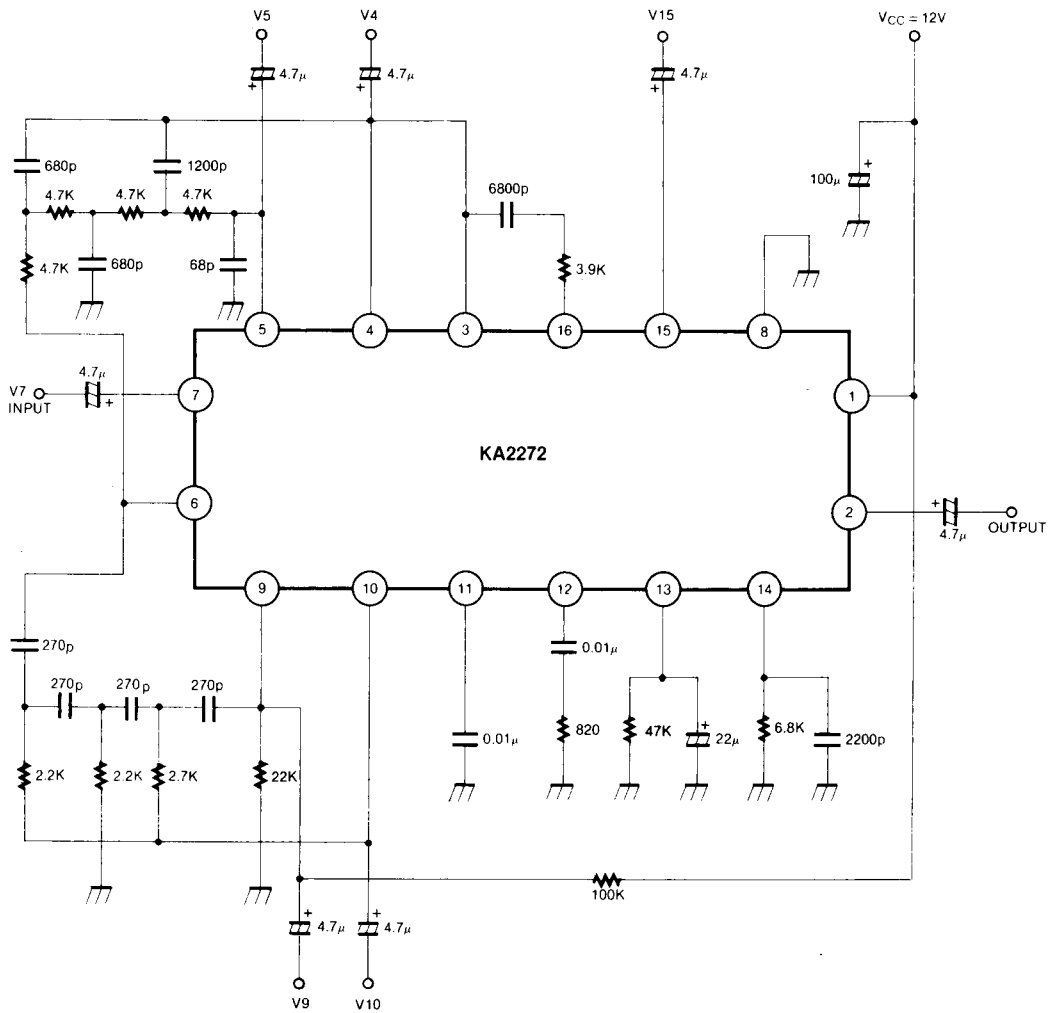 V5
V4
V15
VCC = 12V
4.7μ
4.7μ
4.7μ
680p
1200p
100μ
6800p
4.7K
4.7K
4.7K
4.7K
680p
68p
3.9K
5
4
3
16
15
8
4.7μ
V7
INPUT
7
1
KA2272
6
2
4.7μ
OUTPUT
9
10
11
12
13
14
270p
0.01μ
270p
270p
270p
0.01μ
820
47K
22μ
6.8K
2200p
2.2K
2.2K
2.7K
22K
100K
4.7μ
4.7μ
V9
V10